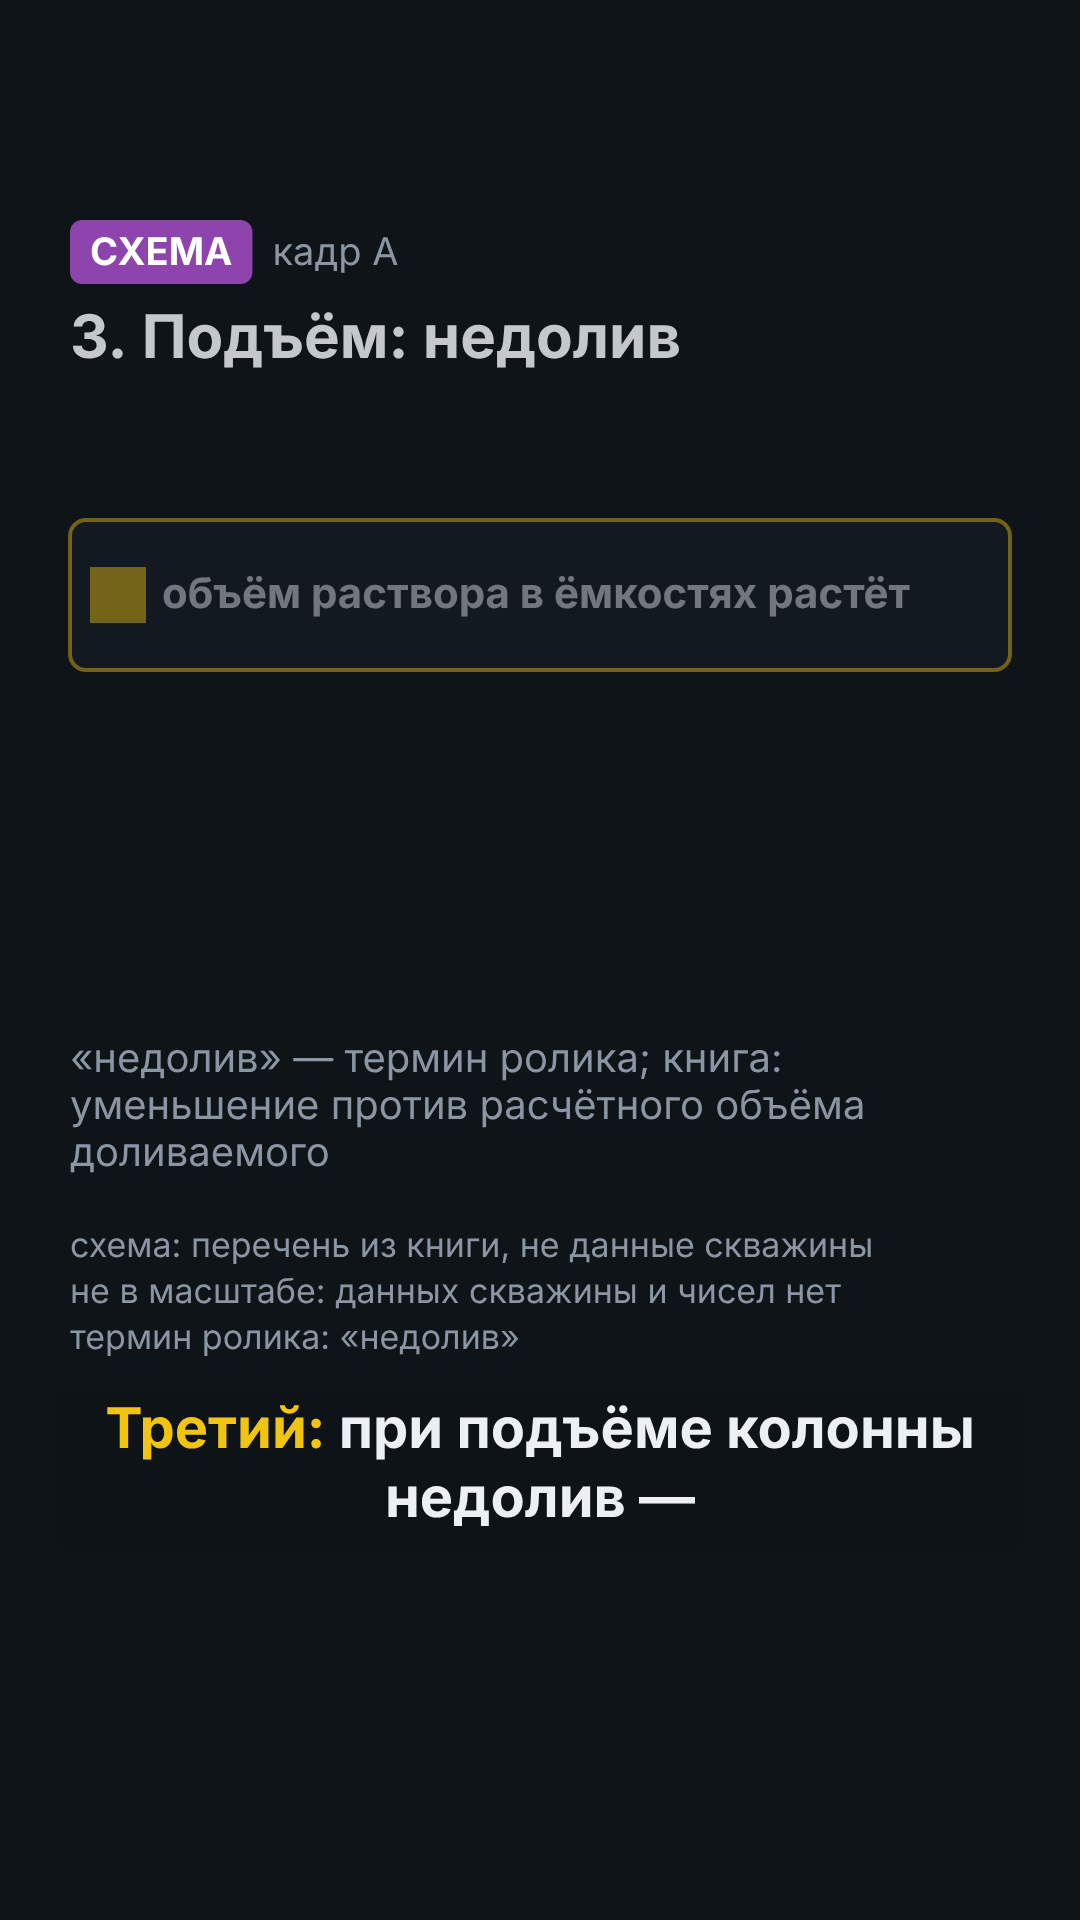 СХЕМА кадр А
3. Подъём: недолив
объём раствора в ёмкостях растёт
«недолив» — термин ролика; книга:
уменьшение против расчётного объёма
доливаемого
схема: перечень из книги, не данные скважины
не в масштабе: данных скважины и чисел нет
термин ролика: «недолив»
Третий: при подъёме колонны
недолив —